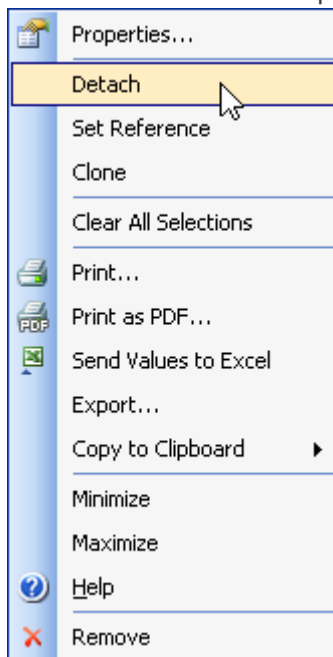 Properties...
Detach
Set Reference
Clone
Clear All Selections
Print...
Print as PDF...
PDF
Send Values to Excel
Export...
Copy to Clipboard
Minimize
Maximize
Help
Remove